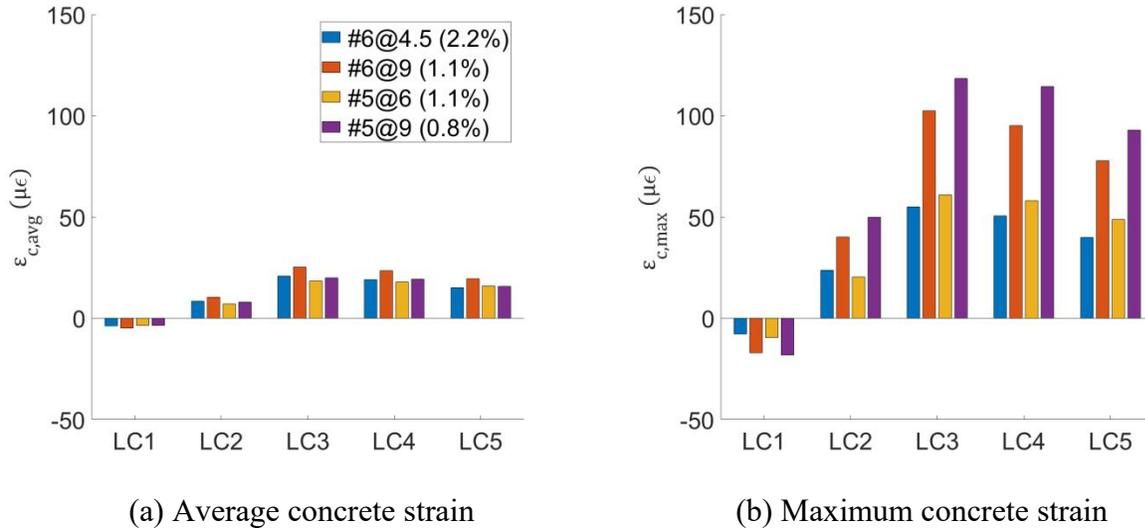 150
100
50
0
-50
ε c,avg (μϵ)
#6@4.5 (2.2%)
#6@9 (1.1%)
#5@6 (1.1%)
#5@9 (0.8%)
LC1 LC2 LC3 LC4 LC5
(a) Average concrete strain
150
100
50
0
-50
ε c,max (μϵ)
LC1 LC2 LC3 LC4 LC5
(b) Maximum concrete strain